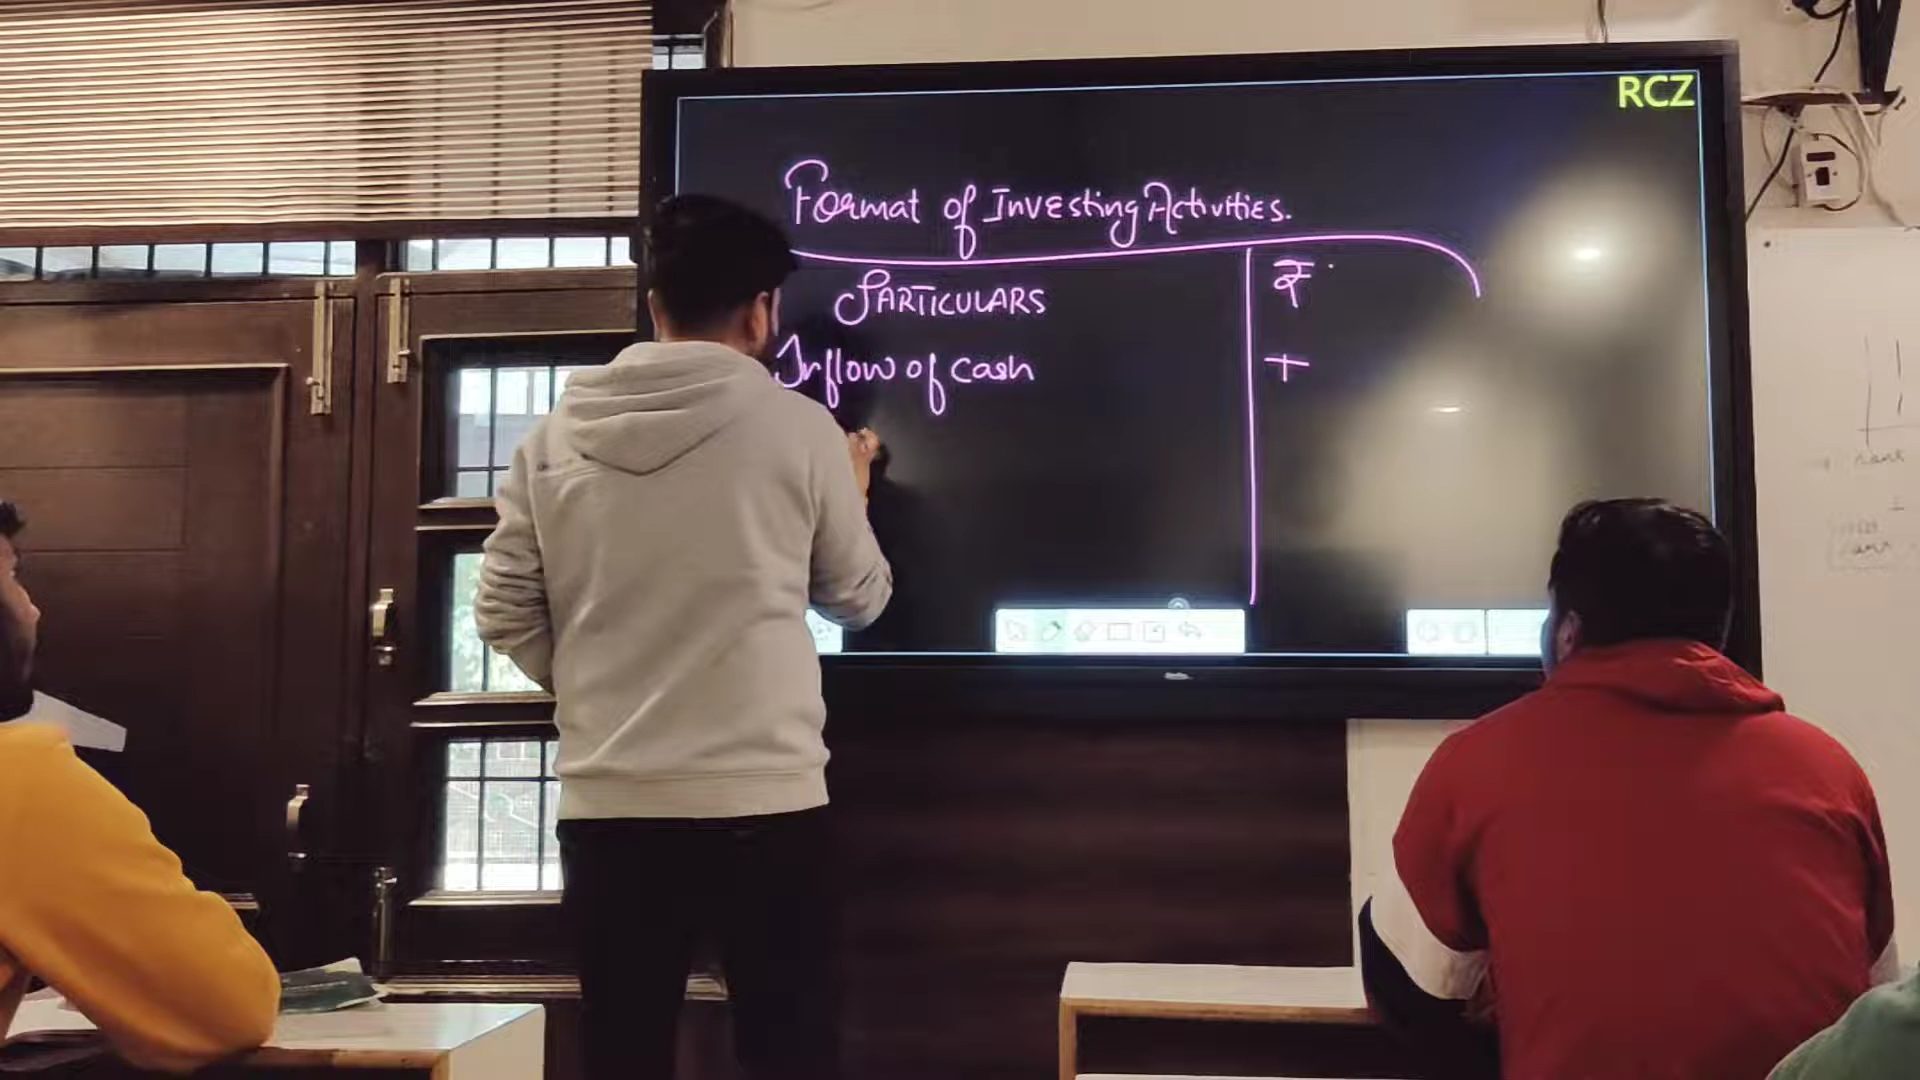 RCZ
Format of Investing Activities.
PARTICULARS ₹
Inflow of cash +